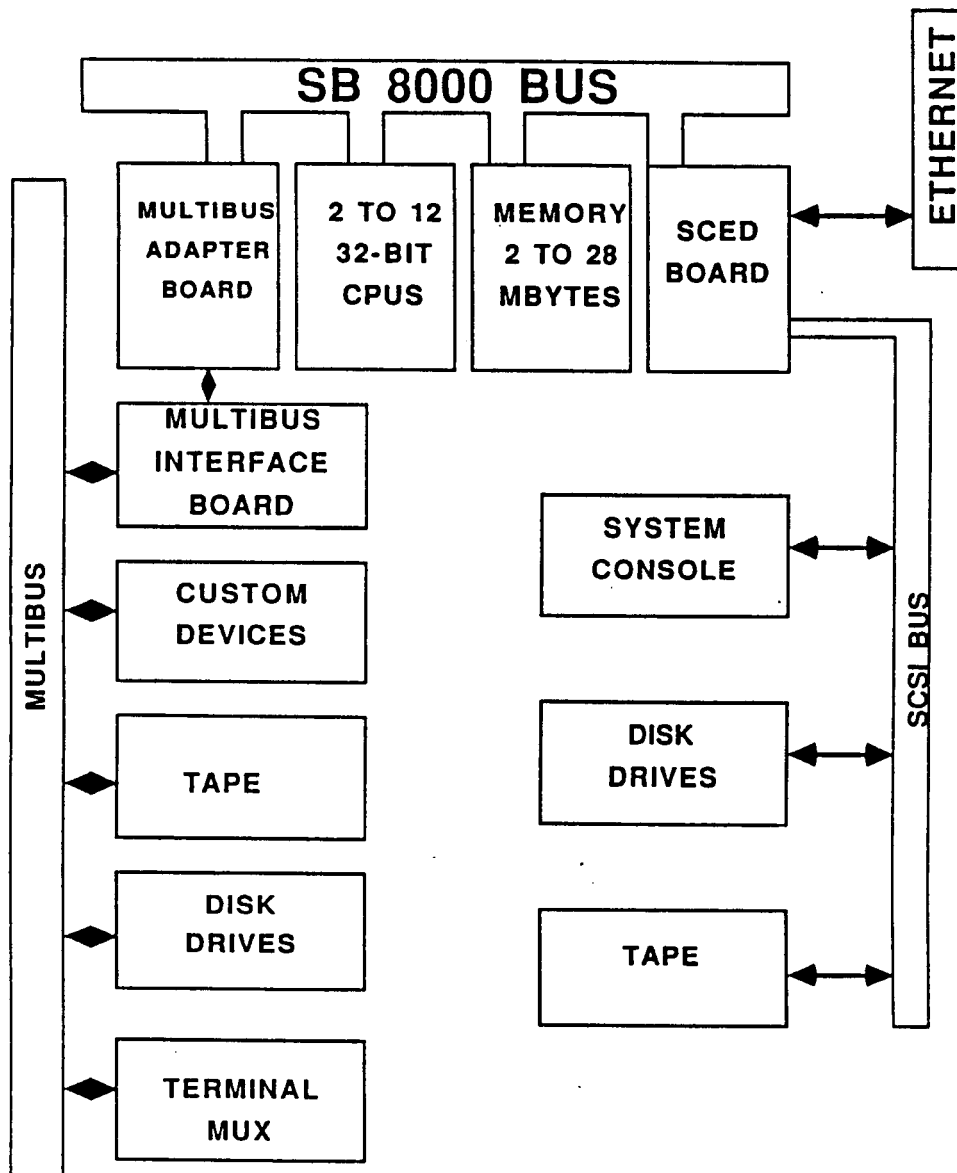 SB 8000 BUS
ETHERNET
MULTIBUS
ADAPTER
BOARD
2 TO 12
32-BIT
CPUS
MEMORY
2 TO 28
MBYTES
SCED
BOARD
MULTIBUS
INTERFACE
BOARD
CUSTOM
DEVICES
TAPE
DISK
DRIVES
TERMINAL
MUX
MULTIBUS
SYSTEM
CONSOLE
DISK
DRIVES
TAPE
SCSI BUS